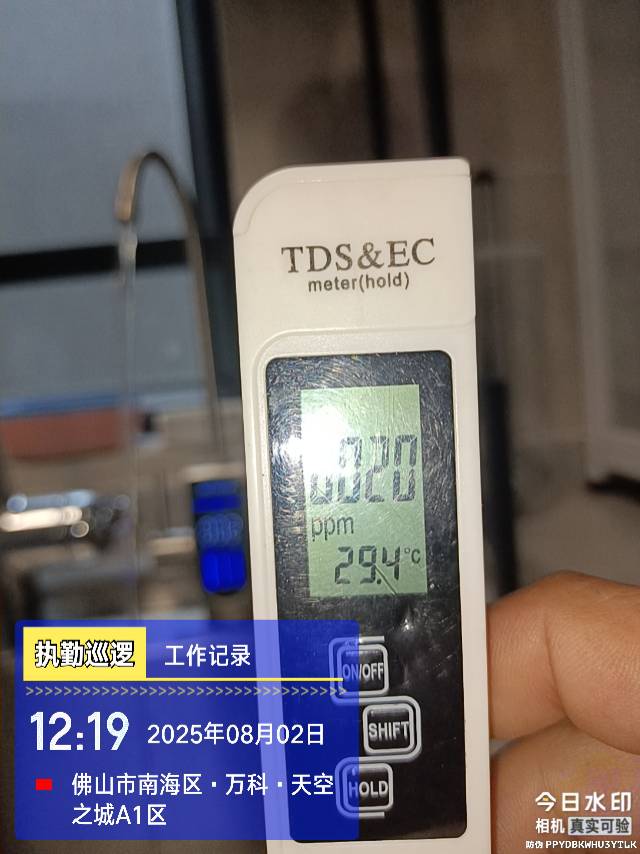 TDS&EC
meter(hold)
0020
ppm
29.4°C
ON/OFF
SHIFT
HOLD
执勤巡逻 工作记录
>>>>>>>>>>>>>>>>>>>>>>>>>>>>>>>>>>>>>>>>
12:19 2025年08月02日
佛山市南海区·万科·天空
之城A1区
今日水印
相机 真实可验
防伪 PPYDBKWHU3YTLK